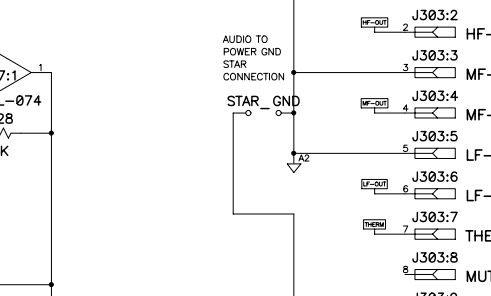 HF-OUT
J303:2
2
HF-
AUDIO TO
POWER GND
STAR
CONNECTION
J303:3
3
MF-
1
7:1
L-074
28
K
STAR_GND
MF-OUT
J303:4
4
MF-
J303:5
5
LF-
A2
LF-OUT
J303:6
6
LF-
THERM
J303:7
7
THE
J303:8
8
MUT